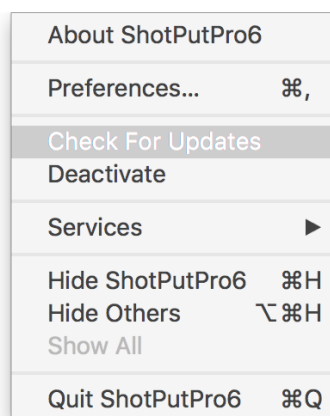 About ShotPutPro6
Preferences... ⌘,
Check For Updates
Deactivate
Services ▶
Hide ShotPutPro6 ⌘H
Hide Others ⌥⌘H
Show All
Quit ShotPutPro6 ⌘Q